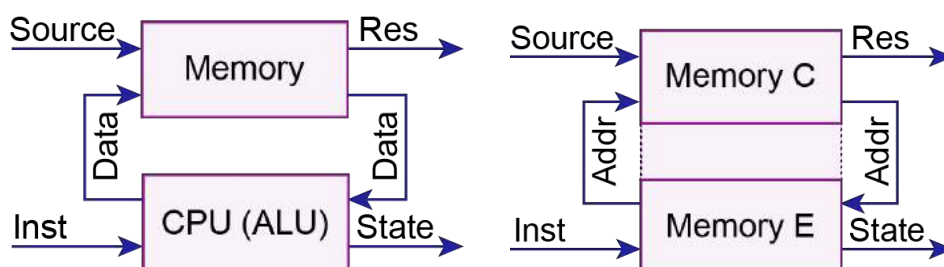 Source
Memory
Res
Data
Data
Inst
CPU (ALU)
State
Source
Memory C
Res
Addr
Addr
Inst
Memory E
State